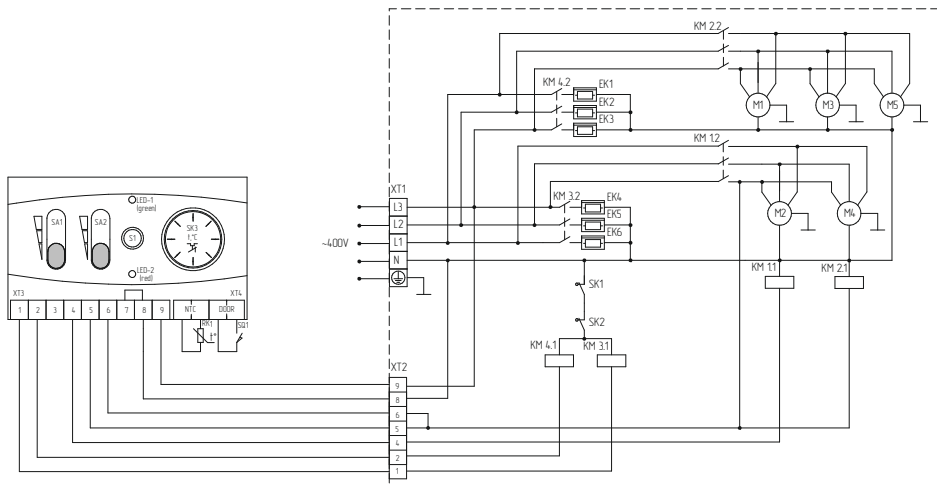 KM 2.2
KM 4.2
EK1
EK2
EK3
M1
M3
M5
KM 1.2
XT1
KM 3.2
EK4
EK5
EK6
M2
M4
L3
L2
~400V
L1
N
LED-1
(green)
SA1
SA2
S1
SK3
t,°C
LED-2
(red)
XT3
XT4
1
2
3
4
5
6
7
8
9
NTC
DOOR
RK1
t°
SQ1
KM 1.1
KM 2.1
SK1
SK2
KM 4.1
KM 3.1
XT2
9
8
6
5
4
2
1